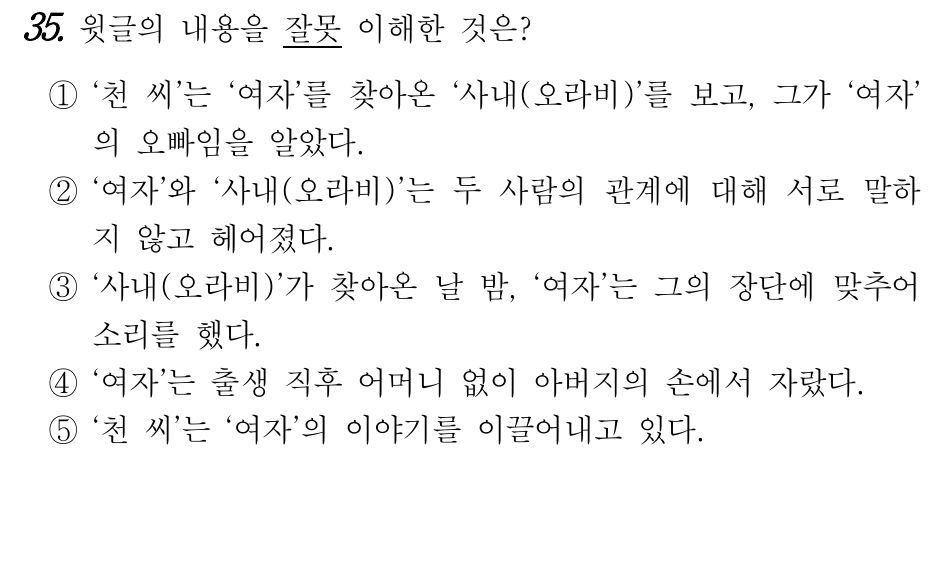 35. 윗글의 내용을 잘못 이해한 것은?
① ‘천 씨’는 ‘여자’를 찾아온 ‘사내(오라비)’를 보고, 그가 ‘여자’
의 오빠임을 알았다.
② ‘여자’와 ‘사내(오라비)’는 두 사람의 관계에 대해 서로 말하
지 않고 헤어졌다.
③ ‘사내(오라비)’가 찾아온 날 밤, ‘여자’는 그의 장단에 맞추어
소리를 했다.
④ ‘여자’는 출생 직후 어머니 없이 아버지의 손에서 자랐다.
⑤ ‘천 씨’는 ‘여자’의 이야기를 이끌어내고 있다.